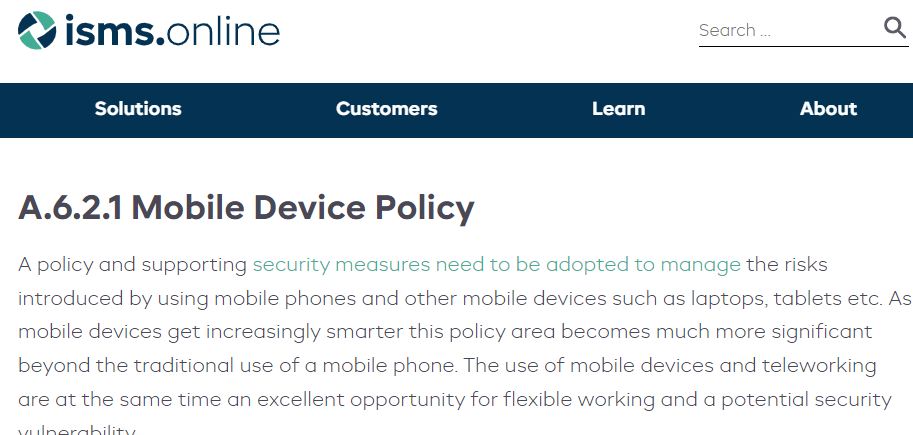 isms.online
Search ...
Solutions Customers Learn About
A.6.2.1 Mobile Device Policy
A policy and supporting security measures need to be adopted to manage the risks
introduced by using mobile phones and other mobile devices such as laptops, tablets etc. As
mobile devices get increasingly smarter this policy area becomes much more significant
beyond the traditional use of a mobile phone. The use of mobile devices and teleworking
are at the same time an excellent opportunity for flexible working and a potential security
vulnerability